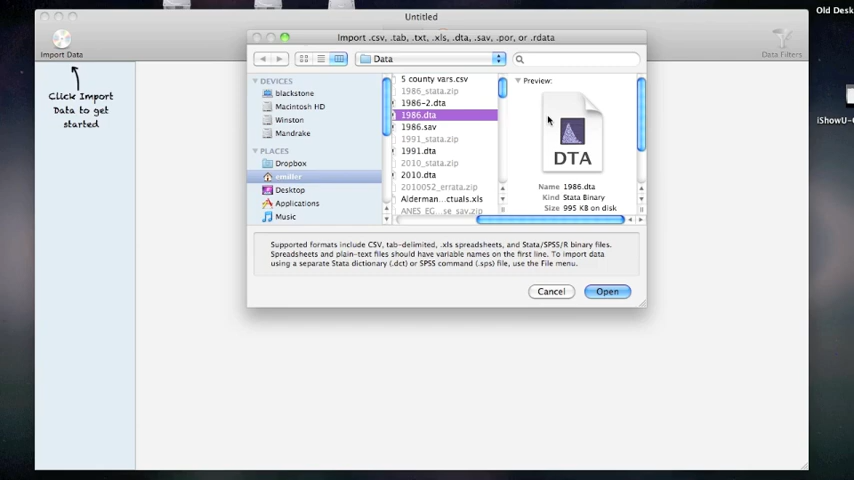 Untitled
Old Desk
Import .csv, .tab, .txt, .xls, .dta, .sav, .por, or .rdata
Import Data
Data Filters
Data
Click Import
Data to get
started
DEVICES
blackstone
Macintosh HD
Winston
Mandrake
PLACES
Dropbox
emiller
Desktop
Applications
Music
5 county vars.csv
1986_stata.zip
1986-2.dta
1986.dta
1986.sav
1991_stata.zip
1991.dta
2010_stata.zip
2010.dta
2010052_errata.zip
Alderman...ctuals.xls
ANES_EG...se_sav.zip
Preview:
DTA
Name 1986.dta
Kind Stata Binary
Size 995 KB on disk
iShowU-
Supported formats include CSV, tab-delimited, .xls spreadsheets, and Stata/SPSS/R binary files.
Spreadsheets and plain-text files should have variable names on the first line. To import data
using a separate Stata dictionary (.dct) or SPSS command (.sps) file, use the File menu.
Cancel
Open